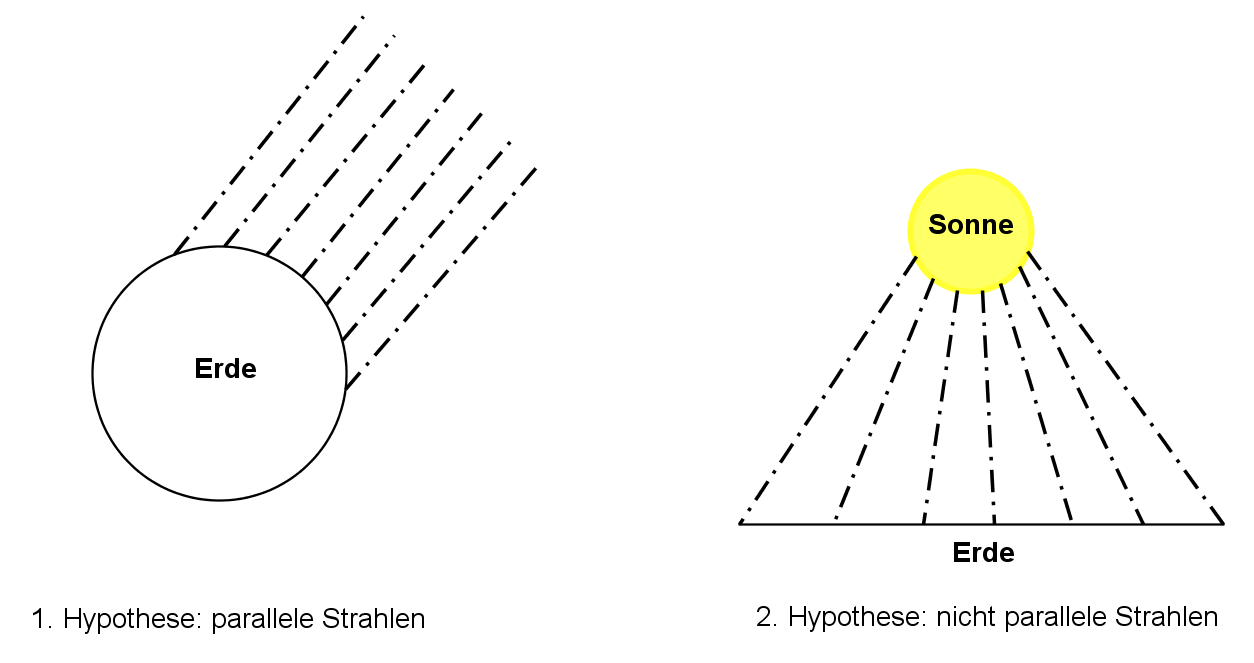 Erde
1. Hypothese: parallele Strahlen
Sonne
Erde
2. Hypothese: nicht parallele Strahlen